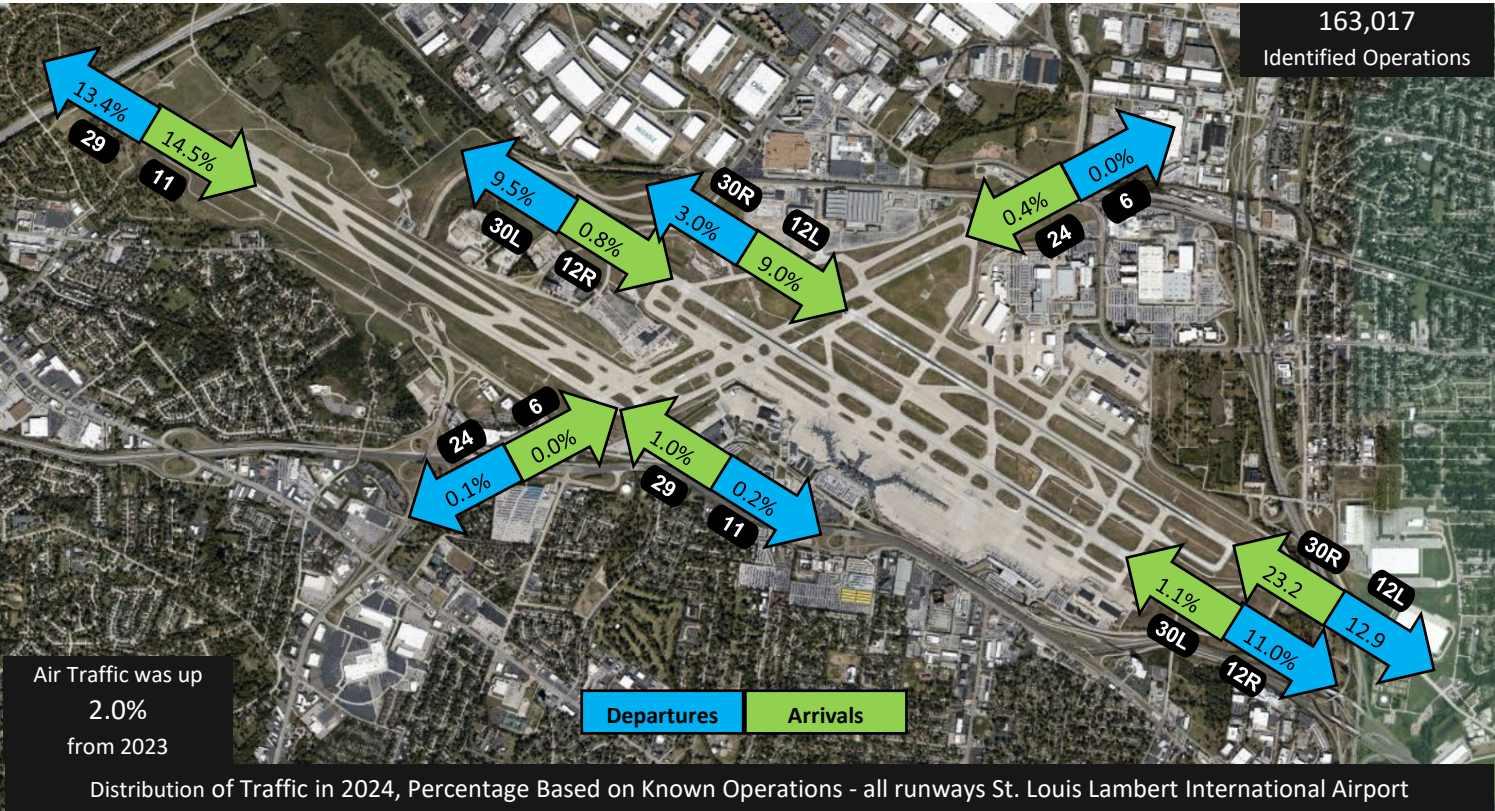 163,017
Identified Operations
13.4%
14.5%
29
11
9.5%
0.8%
30L
12R
30R
12L
3.0%
9.0%
0.4%
0.0%
24
6
24
6
0.1%
0.0%
1.0%
0.2%
29
11
30R
12L
23.2
12.9
1.1%
11.0%
30L
12R
Air Traffic was up
2.0%
from 2023
Departures
Arrivals
Distribution of Traffic in 2024, Percentage Based on Known Operations - all runways St. Louis Lambert International Airport